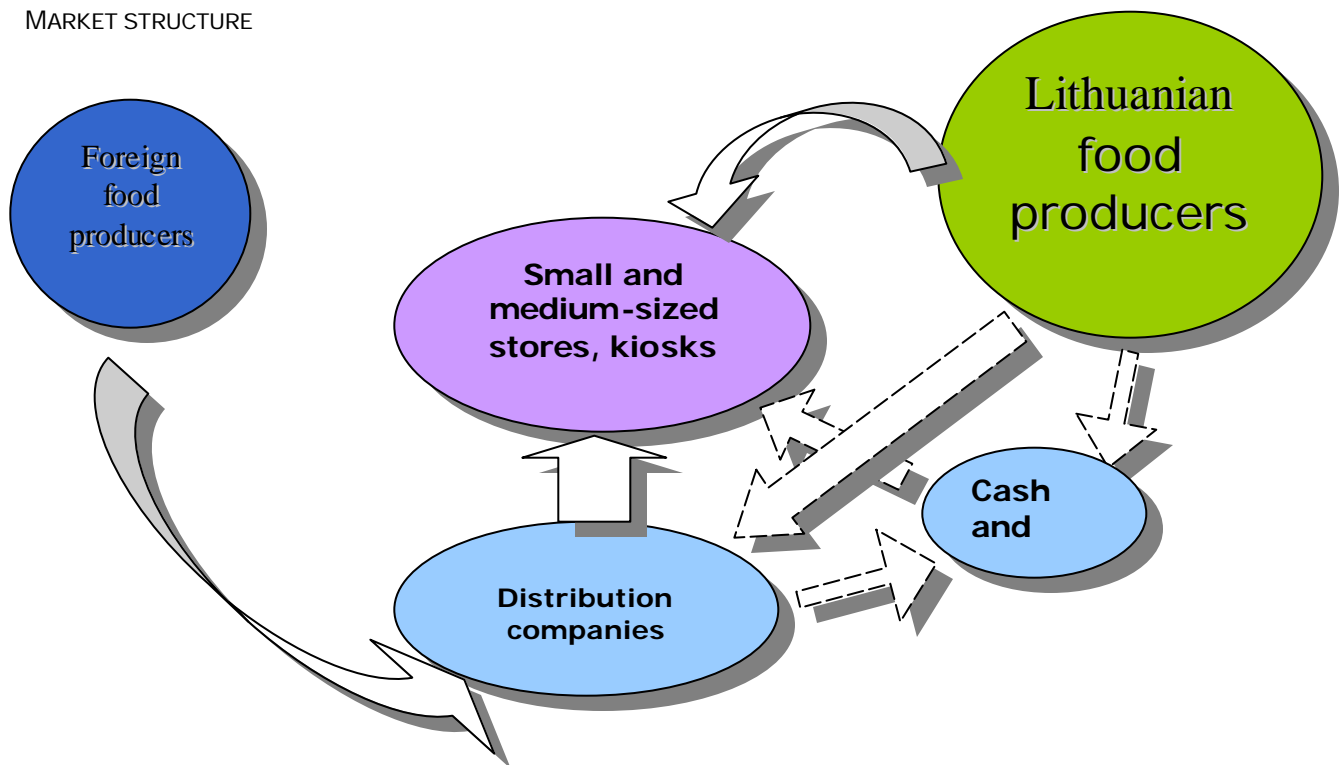 MARKET STRUCTURE
Foreign
food
producers
Lithuanian
food
producers
Small and
medium-sized
stores, kiosks
Cash
and
Distribution
companies